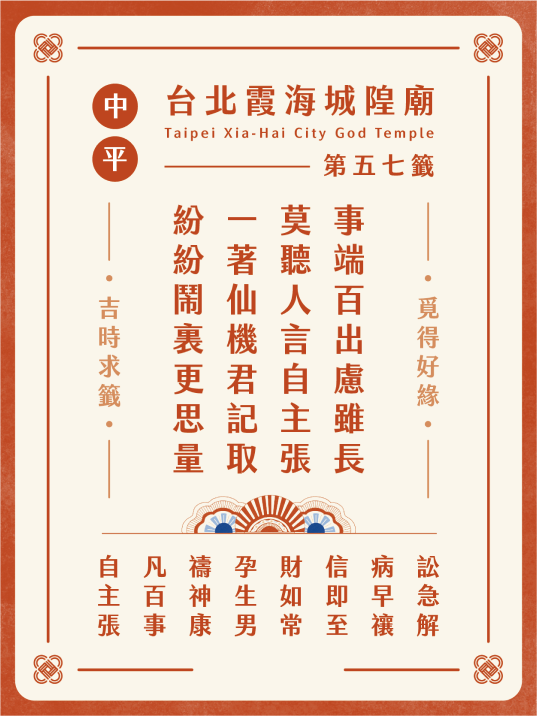 中平
台北霞海城隍廟
Taipei Xia-Hai City God Temple
第五七籤
覓得好緣
事端百出慮雖長
莫聽人言自主張
一著仙機君記取
紛紛鬧裏更思量
吉時求籤
訟急解
病早禳
信即至
財如常
孕生男
禱神康
凡百事
自主張